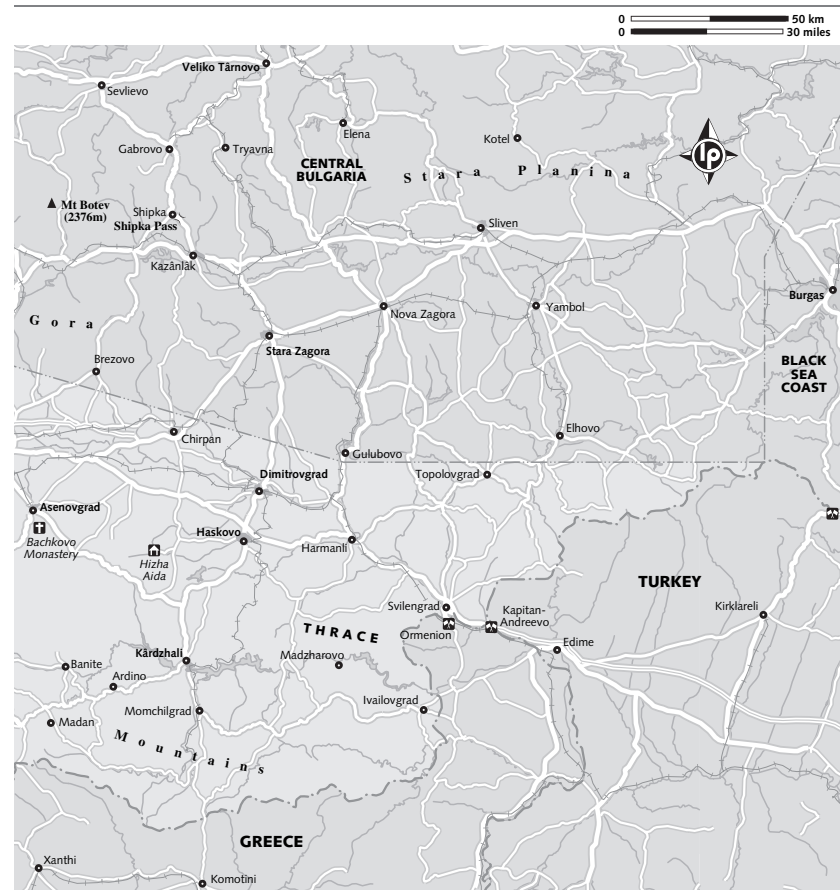 0 50 km
0 30 miles
Veliko Târnovo
Sevlievo
Elena
Kotel
Gabrovo
Tryavna
CENTRAL
BULGARIA
Stara Planina
lp
Mt Botev
(2376m)
Shipka
Shipka Pass
Sliven
Kazânlâk
Burgas
Nova Zagora
Yambol
Gora
Stara Zagora
BLACK
SEA
COAST
Brezovo
Chirpan
Elhovo
Gulubovo
Dimitrovgrad
Topolovgrad
Asenovgrad
Bachkovo
Monastery
Haskovo
Hizha
Aida
Harmanli
TURKEY
Svilengrad
Kapitan-
Andreevo
Kirklareli
THRACE
Ormenion
Edime
Kârdzhali
Madzharovo
Banite
Ardino
Ivailovgrad
Momchilgrad
Madan
Mountains
GREECE
Xanthi
Komotini